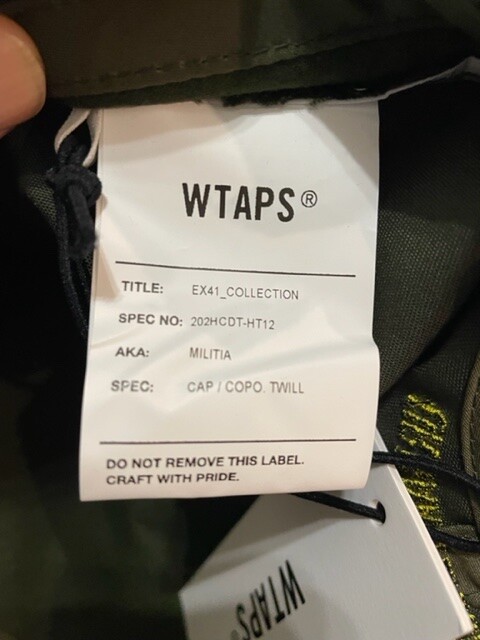 WTAPS®
TITLE: EX41_COLLECTION
SPEC NO: 202HCDT-HT12
AKA: MILITIA
SPEC: CAP / COPO. TWILL
DO NOT REMOVE THIS LABEL.
CRAFT WITH PRIDE.
WTAPS®